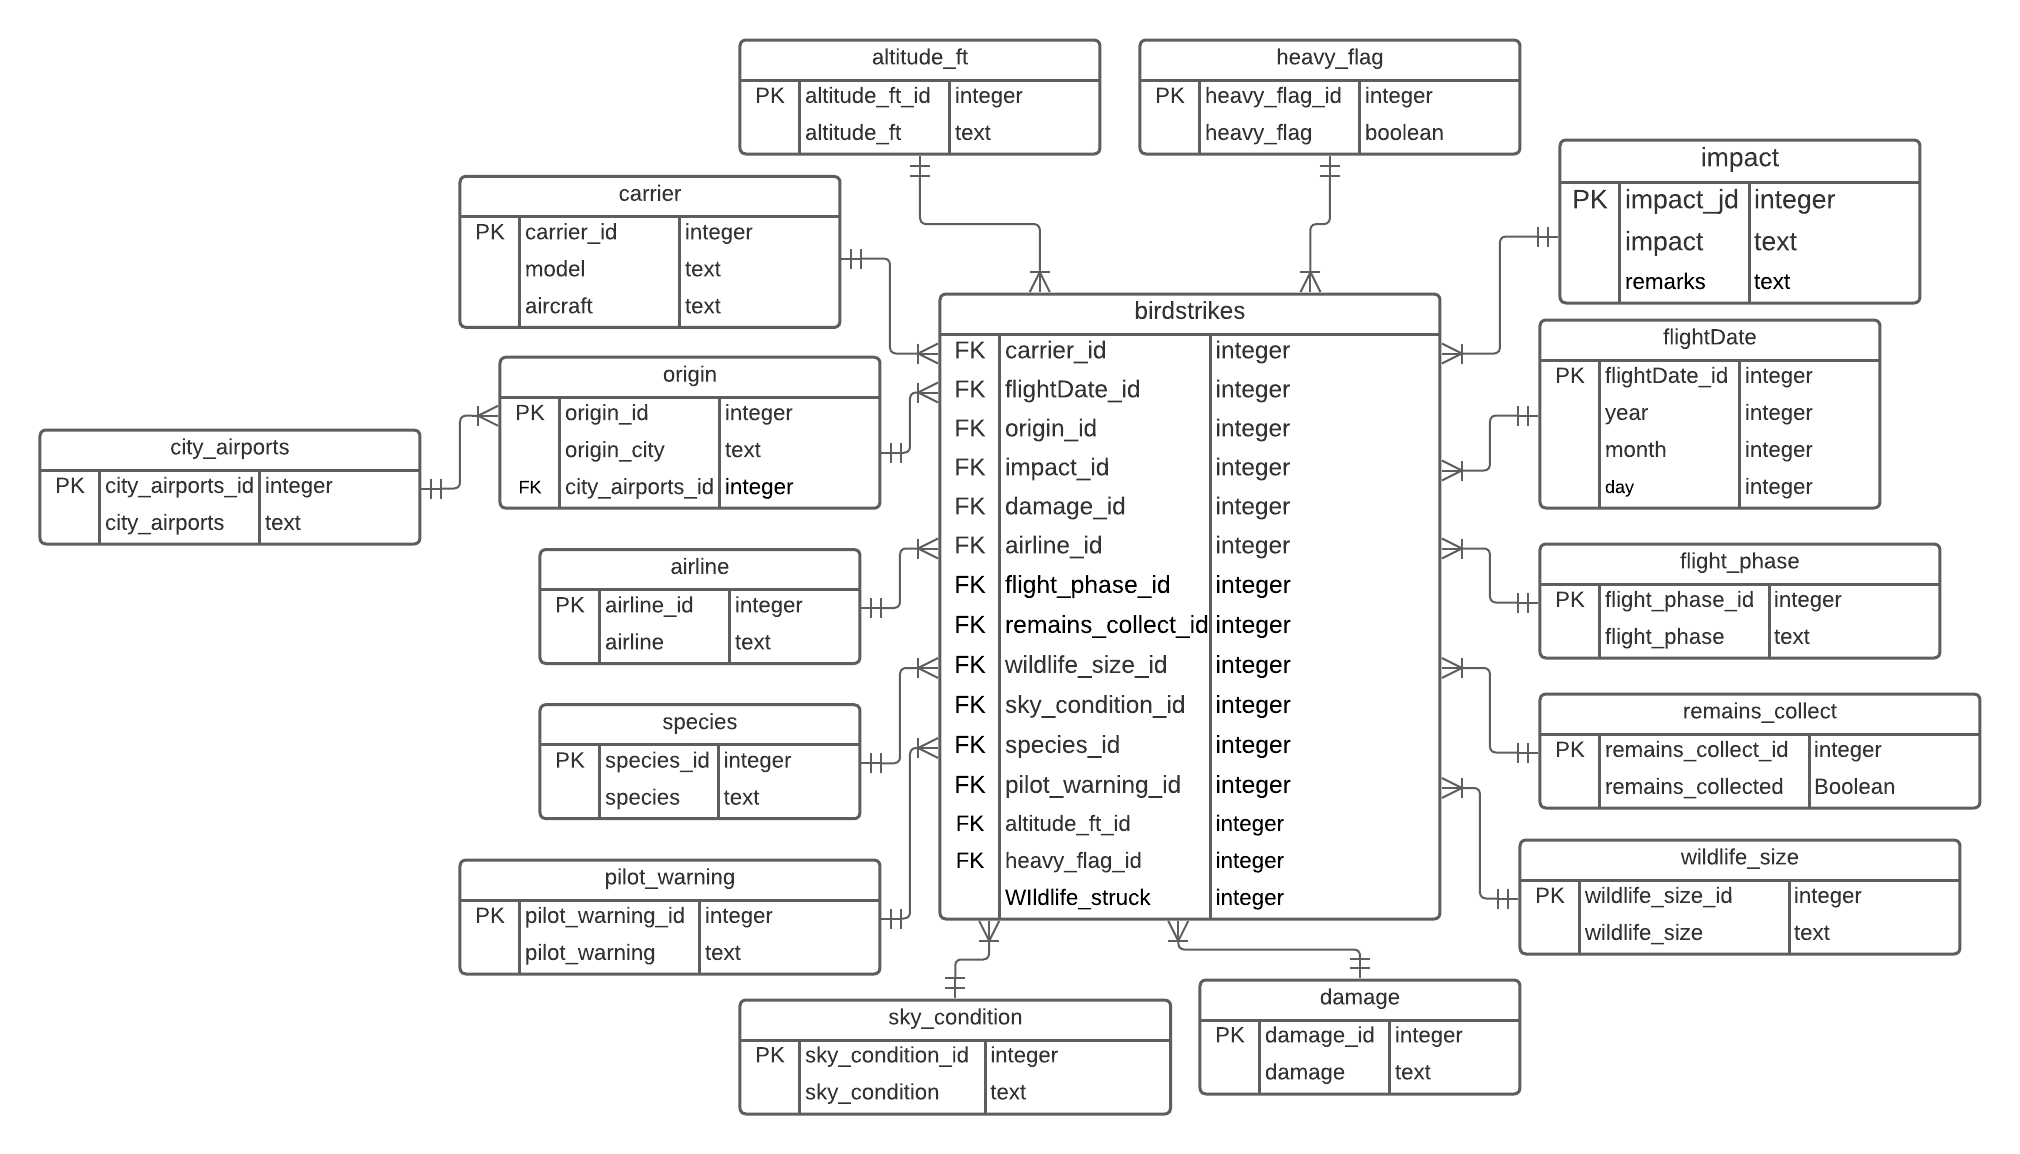 altitude_ft
PK altitude_ft_id integer
altitude_ft text
heavy_flag
PK heavy_flag_id integer
heavy_flag boolean
impact
PK impact_jd integer
impact text
remarks text
carrier
PK carrier_id integer
model text
aircraft text
birdstrikes
FK carrier_id integer
FK flightDate_id integer
FK origin_id integer
FK impact_id integer
FK damage_id integer
FK airline_id integer
FK flight_phase_id integer
FK remains_collect_id integer
FK wildlife_size_id integer
FK sky_condition_id integer
FK species_id integer
FK pilot_warning_id integer
FK altitude_ft_id integer
FK heavy_flag_id integer
WIldlife_struck integer
flightDate
PK flightDate_id integer
year integer
month integer
day integer
origin
PK origin_id integer
origin_city text
FK city_airports_id integer
city_airports
PK city_airports_id integer
city_airports text
airline
PK airline_id integer
airline text
flight_phase
PK flight_phase_id integer
flight_phase text
species
PK species_id integer
species text
remains_collect
PK remains_collect_id integer
remains_collected Boolean
pilot_warning
PK pilot_warning_id integer
pilot_warning text
wildlife_size
PK wildlife_size_id integer
wildlife_size text
sky_condition
PK sky_condition_id integer
sky_condition text
damage
PK damage_id integer
damage text